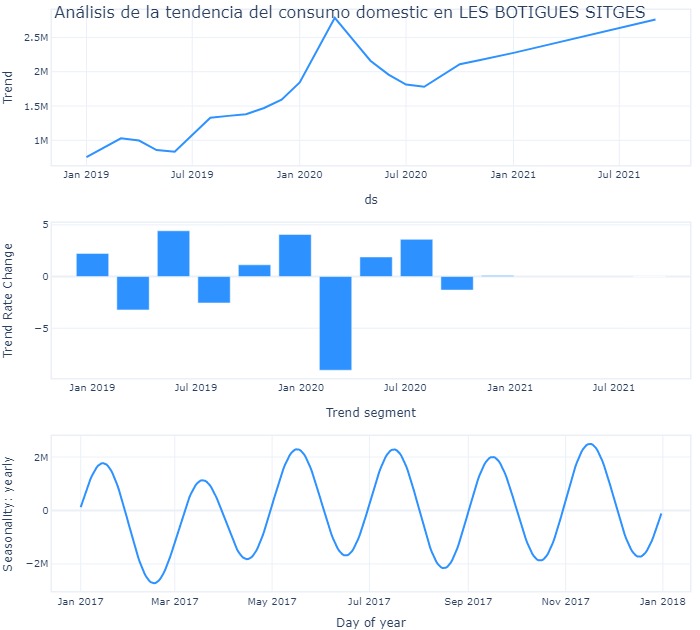 Análisis de la tendencia del consumo domestic en LES BOTIGUES SITGES
Trend
2.5M
2M
1.5M
1M
Jan 2019
Jul 2019
Jan 2020
Jul 2020
Jan 2021
Jul 2021
ds
Trend Rate Change
5
0
−5
Jan 2019
Jul 2019
Jan 2020
Jul 2020
Jan 2021
Jul 2021
Trend segment
Seasonality: yearly
2M
0
−2M
Jan 2017
Mar 2017
May 2017
Jul 2017
Sep 2017
Nov 2017
Jan 2018
Day of year